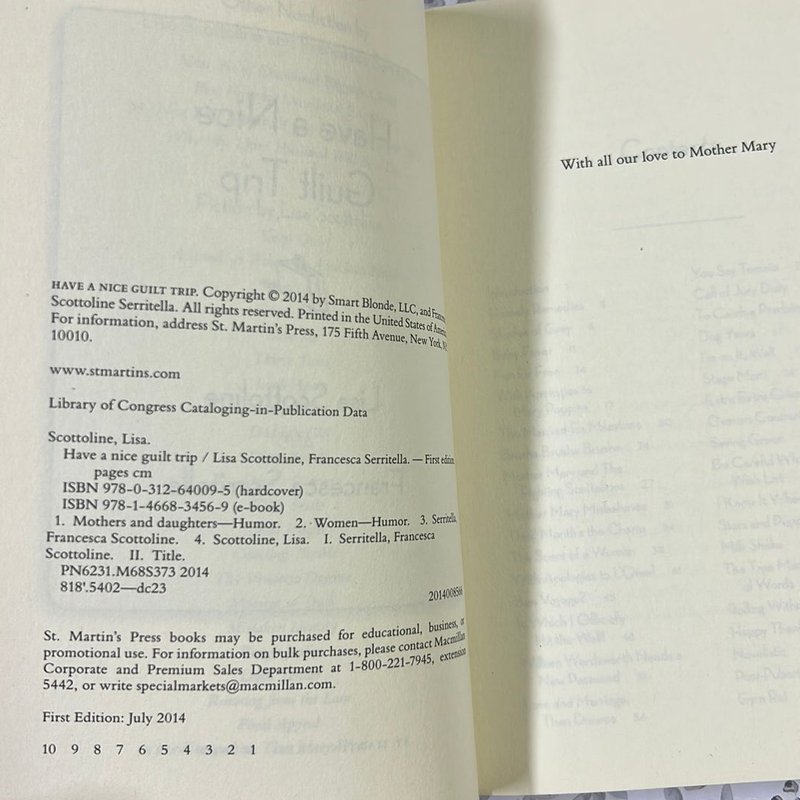 HAVE A NICE GUILT TRIP. Copyright © 2014 by Smart Blonde, LLC, and
Scottoline Serritella. All rights reserved. Printed in the United States of
For information, address St. Martin's Press, 175 Fifth Avenue, New York,
10010.
www.stmartins.com
Library of Congress Cataloging-in-Publication Data
Scottoline, Lisa.
Have a nice guilt trip / Lisa Scottoline, Francesca Serritella. — First edition.
pages cm
ISBN 978-0-312-64009-5 (hardcover)
ISBN 978-1-4668-3456-9 (e-book)
1. Mothers and daughters—Humor. 2. Women—Humor. 3. Serritella,
Francesca Scottoline. 4. Scottoline, Lisa. I. Serritella, Francesca
Scottoline. II. Title.
PN6231.M68S373 2014
818'.5402—dc23
2014008566
St. Martin's Press books may be purchased for educational, business, or
promotional use. For information on bulk purchases, please contact Macmillan
Corporate and Premium Sales Department at 1-800-221-7945, extension
5442, or write specialmarkets@macmillan.com.
First Edition: July 2014
10 9 8 7 6 5 4 3 2 1
With all our love to Mother Mary